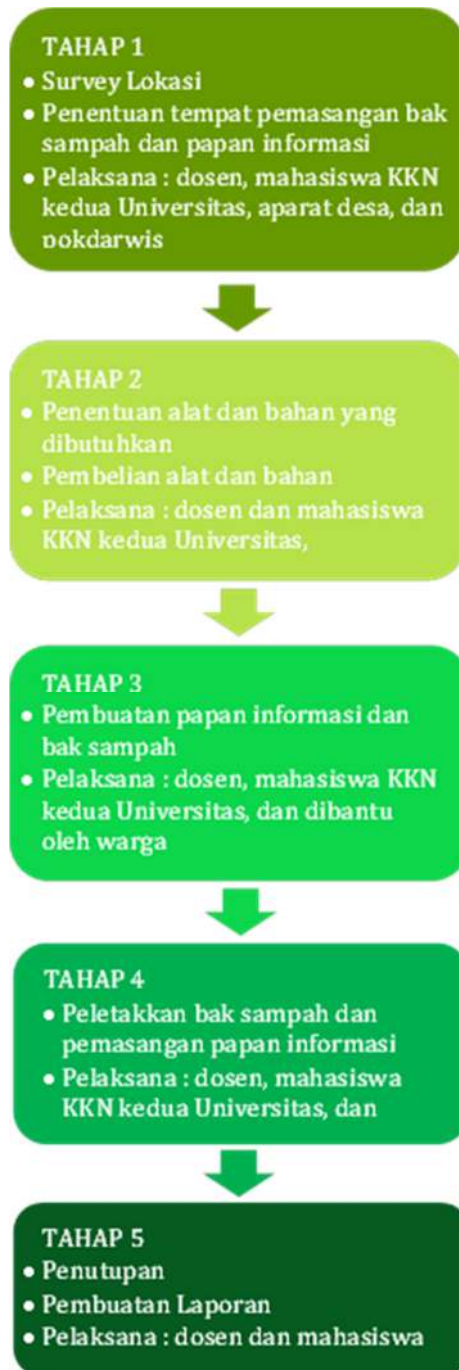 TAHAP 1
● Survey Lokasi
● Penentuan tempat pemasangan bak
sampah dan papan informasi
● Pelaksana : dosen, mahasiswa KKN
kedua Universitas, aparat desa, dan
pokdarwis
TAHAP 2
● Penentuan alat dan bahan yang
dibutuhkan
● Pembelian alat dan bahan
● Pelaksana : dosen dan mahasiswa
KKN kedua Universitas,
TAHAP 3
● Pembuatan papan informasi dan
bak sampah
● Pelaksana : dosen, mahasiswa KKN
kedua Universitas, dan dibantu
oleh warga
TAHAP 4
● Peletakkan bak sampah dan
pemasangan papan informasi
● Pelaksana : dosen, mahasiswa
KKN kedua Universitas, dan
TAHAP 5
● Penutupan
● Pembuatan Laporan
● Pelaksana : dosen dan mahasiswa